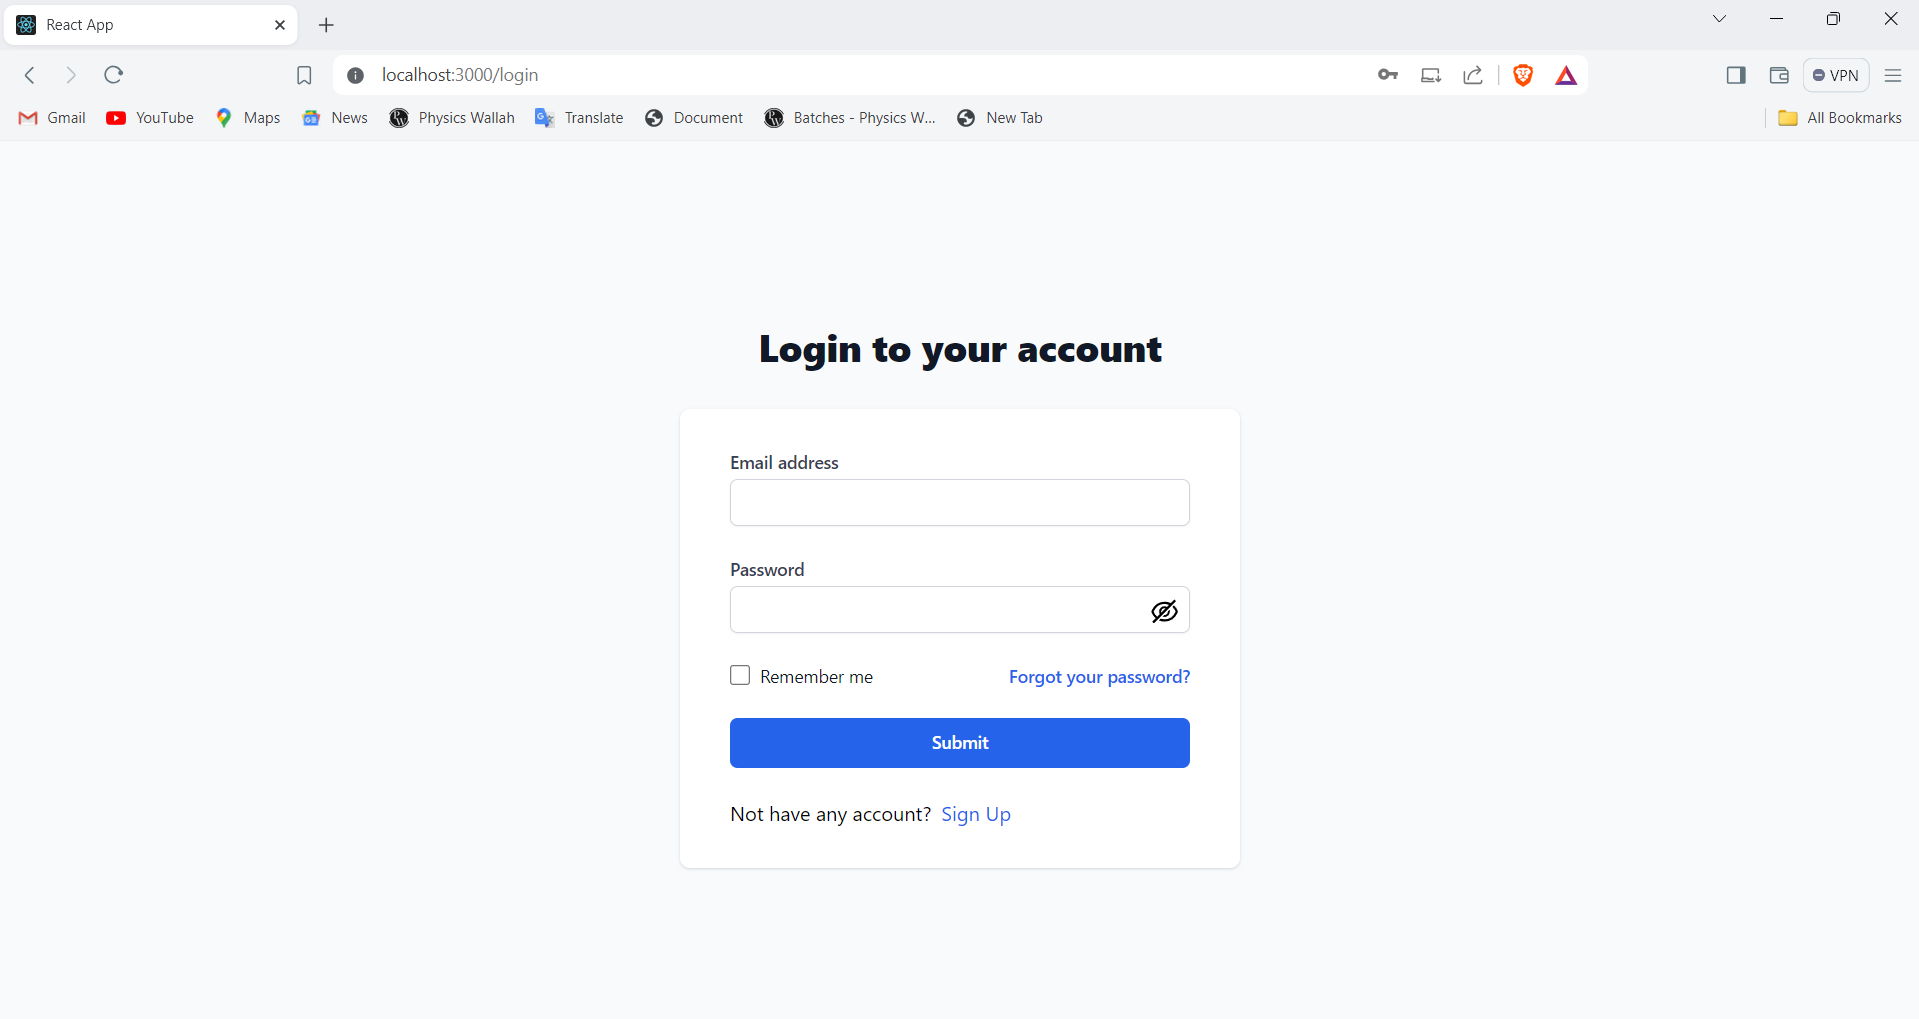 React App
localhost:3000/login
VPN
Gmail YouTube Maps News Physics Wallah Translate Document Batches - Physics W... New Tab All Bookmarks
Login to your account
Email address
Password
Remember me Forgot your password?
Submit
Not have any account? Sign Up